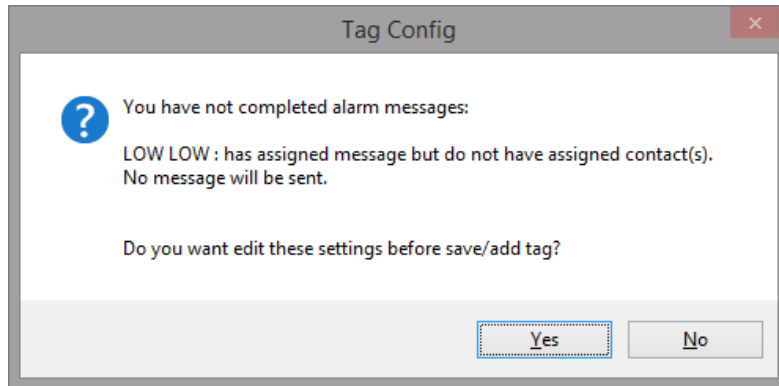 Tag Config
You have not completed alarm messages:
LOW LOW : has assigned message but do not have assigned contact(s).
No message will be sent.
Do you want edit these settings before save/add tag?
Yes
No